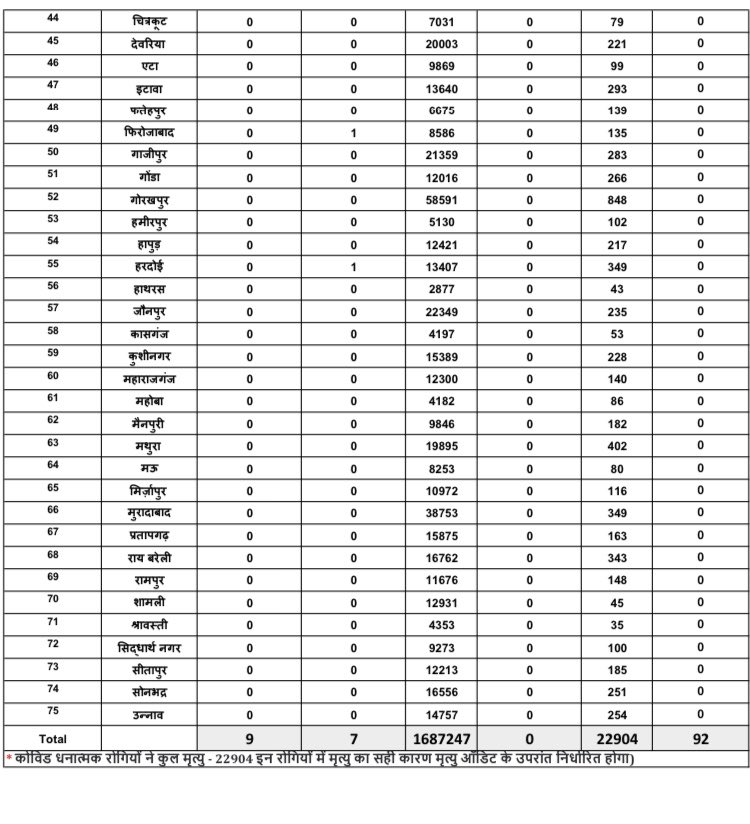 44 चित्रकूट 0 0 7031 0 79 0
45 देवरिया 0 0 20003 0 221 0
46 एटा 0 0 9869 0 99 0
47 इटावा 0 0 13640 0 293 0
48 फतेहपुर 0 0 6675 0 139 0
49 फिरोजाबाद 0 1 8586 0 135 0
50 गाजीपुर 0 0 21359 0 283 0
51 गोंडा 0 0 12016 0 266 0
52 गोरखपुर 0 0 58591 0 848 0
53 हमीरपुर 0 0 5130 0 102 0
54 हापुड़ 0 0 12421 0 217 0
55 हरदोई 0 1 13407 0 349 0
56 हाथरस 0 0 2877 0 43 0
57 जौनपुर 0 0 22349 0 235 0
58 कासगंज 0 0 4197 0 53 0
59 कुशीनगर 0 0 15389 0 228 0
60 महाराजगंज 0 0 12300 0 140 0
61 महोबा 0 0 4182 0 86 0
62 मैनपुरी 0 0 9846 0 182 0
63 मथुरा 0 0 19895 0 402 0
64 मऊ 0 0 8253 0 80 0
65 मिर्ज़ापुर 0 0 10972 0 116 0
66 मुरादाबाद 0 0 38753 0 349 0
67 प्रतापगढ़ 0 0 15875 0 163 0
68 राय बरेली 0 0 16762 0 343 0
69 रामपुर 0 0 11676 0 148 0
70 शामली 0 0 12931 0 45 0
71 श्रावस्ती 0 0 4353 0 35 0
72 सिद्धार्थ नगर 0 0 9273 0 100 0
73 सीतापुर 0 0 12213 0 185 0
74 सोनभद्र 0 0 16556 0 251 0
75 उन्नाव 0 0 14757 0 254 0
Total 9 7 1687247 0 22904 92
* कोविड धनात्मक रोगियों ने कुल मृत्यु - 22904 इन रोगियों में मृत्यु का सही कारण मृत्यु ऑडिट के उपरांत निर्धारित होगा)